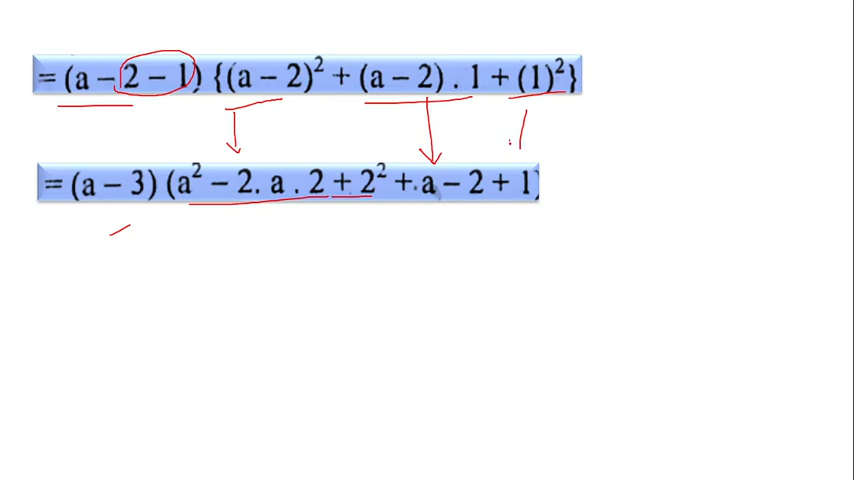 = (a – 2 – 1) {(a – 2)² + (a – 2) . 1 + (1)²}
= (a – 3) (a² – 2. a . 2 + 2² + a – 2 + 1)